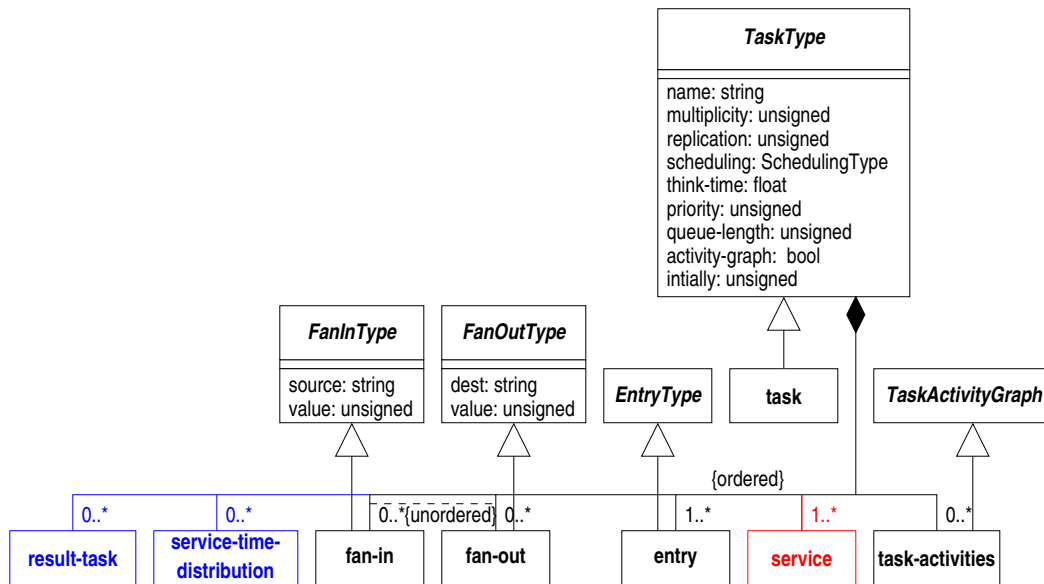 TaskType
name: string
multiplicity: unsigned
replication: unsigned
scheduling: SchedulingType
think-time: float
priority: unsigned
queue-length: unsigned
activity-graph: bool
intially: unsigned
FanInType
source: string
value: unsigned
FanOutType
dest: string
value: unsigned
EntryType
task
TaskActivityGraph
{ordered}
0..*
0..*
0..*
{unordered}
0..*
1..*
1..*
0..*
result-task
service-time-
distribution
fan-in
fan-out
entry
service
task-activities